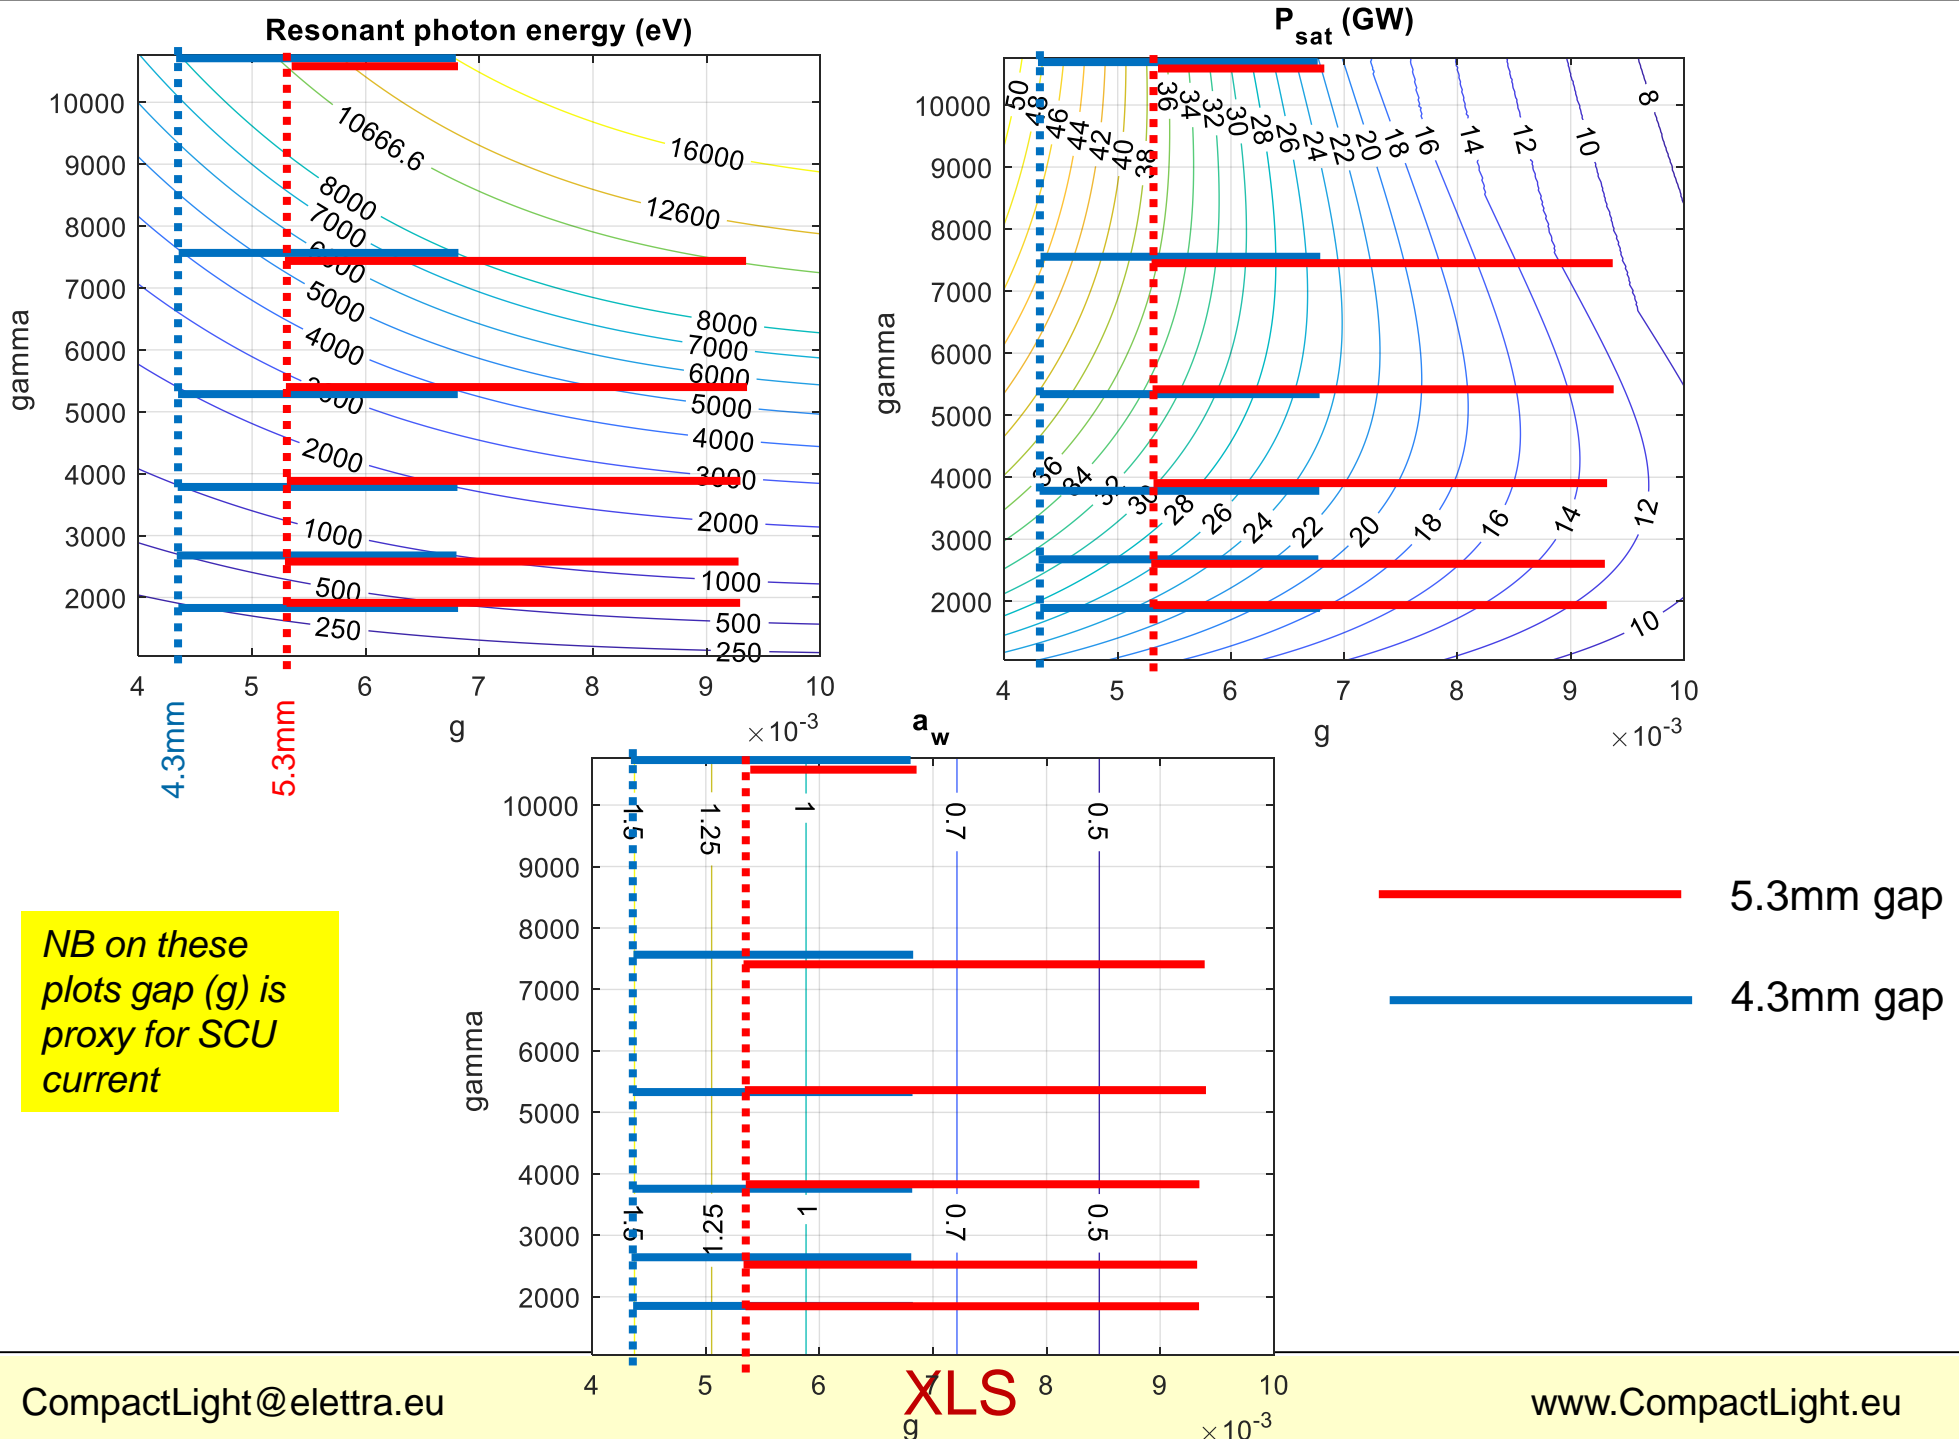 Resonant photon energy (eV)
10000
9000
8000
7000
6000
5000
4000
3000
2000
gamma
10666.6
16000
12600
8000
7000
6000
5000
4000
3000
2000
1000
500
250
8000
7000
6000
5000
4000
3000
2000
1000
500
250
4 5 6 7 8 9 10
g
×10-3
4.3mm
5.3mm
Psat (GW)
10000
9000
8000
7000
6000
5000
4000
3000
2000
gamma
50 48 46 44 42 40 38 36 34 32 30 28 26 24 22 20 18 16 14 12 10 8
36 34 32 30 28 26 24 22 20 18 16 14 12
10
4 5 6 7 8 9 10
g
×10-3
aw
10000
9000
8000
7000
6000
5000
4000
3000
2000
gamma
1.5 1.25 1 0.7 0.5
1.5 1.25 1 0.7 0.5
4 5 6 7 8 9 10
g
×10-3
5.3mm gap
4.3mm gap
NB on these
plots gap (g) is
proxy for SCU
current
CompactLight@elettra.eu
XLS
www.CompactLight.eu